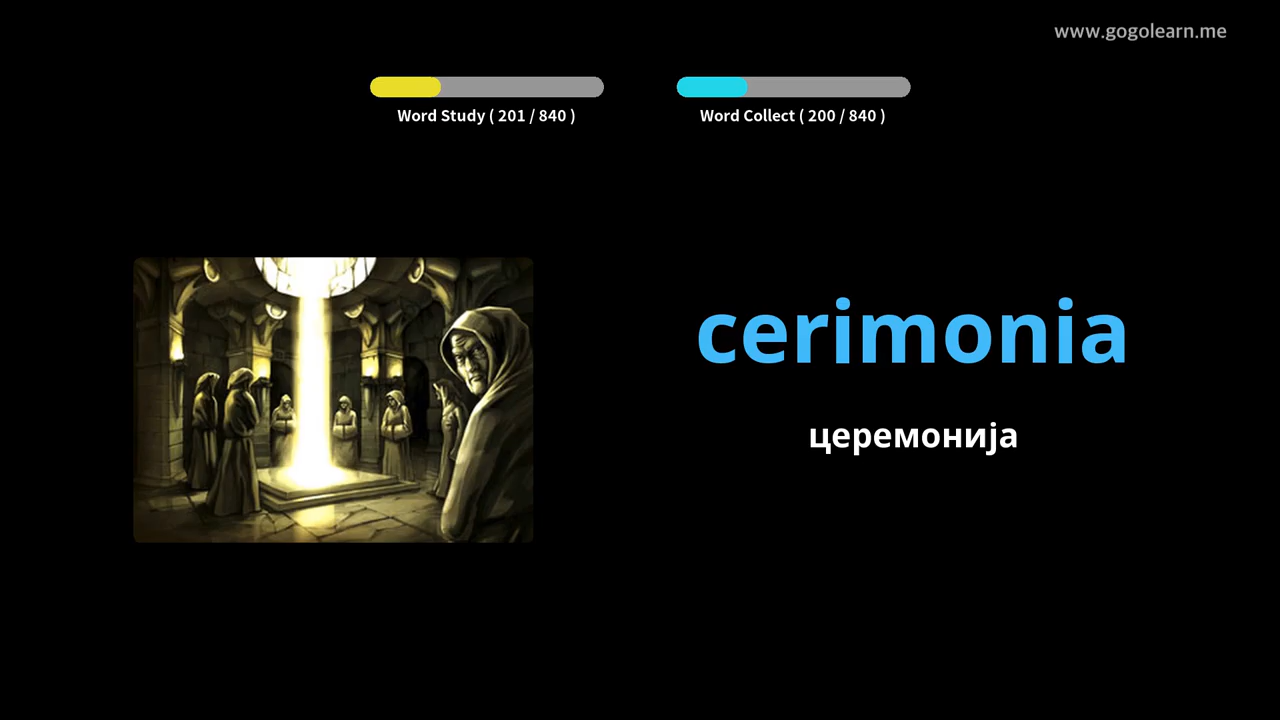 www.gogolearn.me
Word Study ( 201 / 840 )
Word Collect ( 200 / 840 )
cerimonia
церемонија